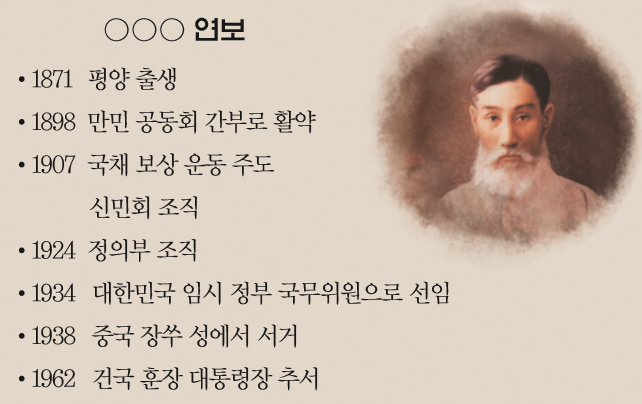 ○○○ 연보
• 1871 평양 출생
• 1898 만민 공동회 간부로 활약
• 1907 국채 보상 운동 주도
신민회 조직
• 1924 정의부 조직
• 1934 대한민국 임시 정부 국무위원으로 선임
• 1938 중국 장쑤 성에서 서거
• 1962 건국 훈장 대통령장 추서